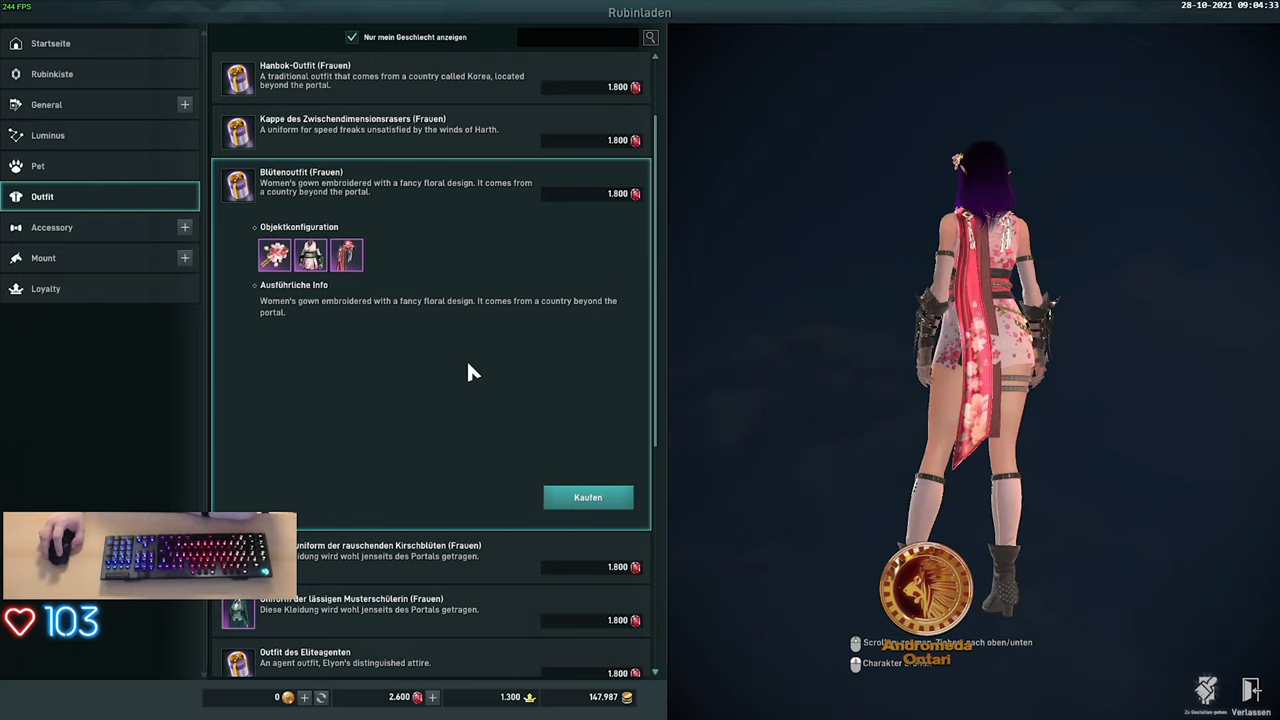 244 FPS
Rubinladen
28-10-2021 09:04:33
Startseite
Rubinkiste
General
Luminus
Pet
Outfit
Accessory
Mount
Loyalty
Nur mein Geschlecht anzeigen
Hanbok-Outfit (Frauen)
A traditional outfit that comes from a country called Korea, located
beyond the portal.
1.800
Kappe des Zwischendimensionsrasers (Frauen)
A uniform for speed freaks unsatisfied by the winds of Harth.
1.800
Blütenoutfit (Frauen)
Women's gown embroidered with a fancy floral design. It comes from
a country beyond the portal.
1.800
Objektkonfiguration
Ausführliche Info
Women's gown embroidered with a fancy floral design. It comes from a country beyond the
portal.
Kaufen
uniform der rauschenden Kirschblüten (Frauen)
Kleidung wird wohl jenseits des Portals getragen.
1.800
Uniform der lässigen Musterschülerin (Frauen)
Diese Kleidung wird wohl jenseits des Portals getragen.
1.800
Outfit des Eliteagenten
An agent outfit, Elyon's distinguished attire.
1.800
103
Andromeda
Ontari
nach oben/unten
Charakter
0
2.600
1.300
147.987
Verlassen